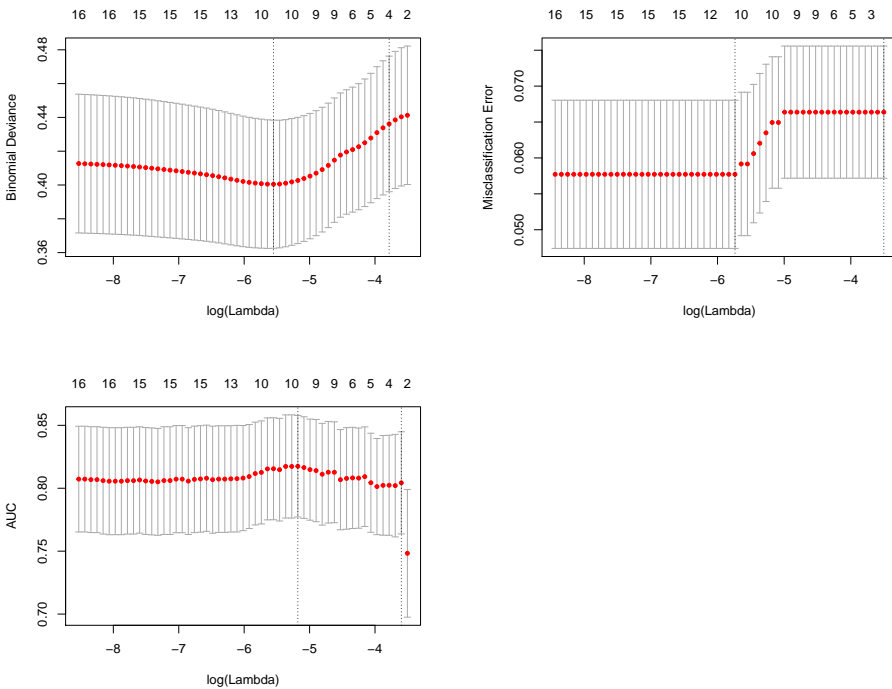 16 16 15 15 13 10 10 9 9 6 5 4 2
Binomial Deviance
0.48
0.44
0.40
0.36
−8 −7 −6 −5 −4
log(Lambda)
16 15 15 15 12 10 10 9 9 6 5 3
Misclassification Error
0.070
0.060
0.050
−8 −7 −6 −5 −4
log(Lambda)
16 16 15 15 15 13 10 10 9 9 6 5 4 2
AUC
0.85
0.80
0.75
0.70
−8 −7 −6 −5 −4
log(Lambda)